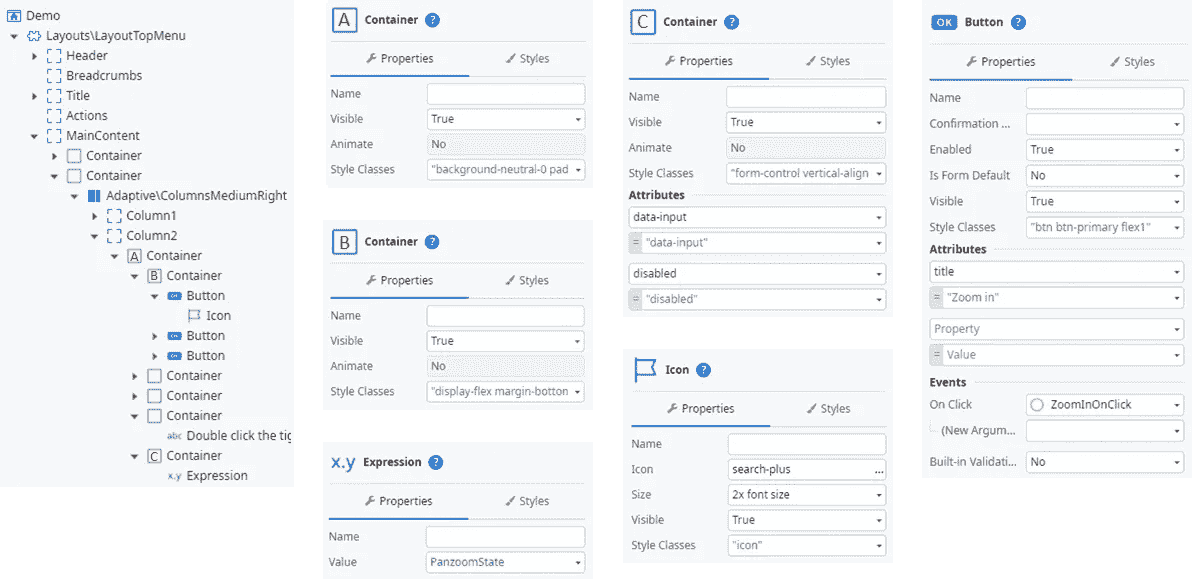 Demo
Layouts\LayoutTopMenu
Header
Breadcrumbs
Title
Actions
MainContent
Container
Container
Adaptive\ColumnsMediumRight
Column1
Column2
A Container
B Container
OK Button
Icon
OK Button
OK Button
Container
Container
Container
abc Double click the tig
C Container
x.y Expression
A Container ?
Properties Styles
Name
Visible True
Animate No
Style Classes "background-neutral-0 pad
B Container ?
Properties Styles
Name
Visible True
Animate No
Style Classes "display-flex margin-botton
x.y Expression ?
Properties Styles
Name
Value PanzoomState
C Container ?
Properties Styles
Name
Visible True
Animate No
Style Classes "form-control vertical-align
Attributes
data-input
= "data-input"
disabled
= "disabled"
Icon ?
Properties Styles
Name
Icon search-plus ...
Size 2x font size
Visible True
Style Classes "icon"
OK Button ?
Properties Styles
Name
Confirmation ...
Enabled True
Is Form Default No
Visible True
Style Classes "btn btn-primary flex1"
Attributes
title
= "Zoom in"
Property
= Value
Events
On Click ZoomInOnClick
(New Argum...
Built-in Validati... No